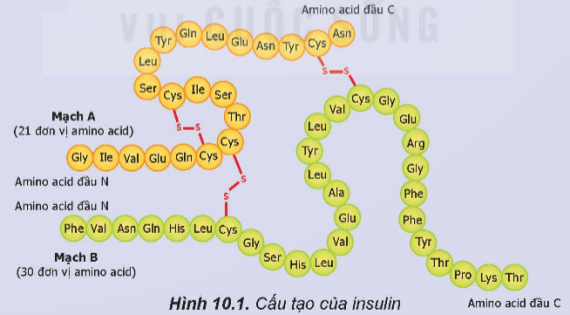 Amino acid đầu C
Asn
Cys
Tyr
Asn
Glu
Leu
Gln
Tyr
Leu
Ser
Cys
Ile
Ser
Thr
Cys
S
S
S
S
Mạch A
(21 đơn vị amino acid)
Gly Ile Val Glu Gln Cys
Amino acid đầu N
S
S
Amino acid đầu N
Phe Val Asn Gln His Leu Cys
Gly
Ser
His
Leu
Val
Glu
Ala
Leu
Tyr
Leu
Val
Cys
Gly
Glu
Arg
Gly
Phe
Phe
Tyr
Thr
Pro
Lys
Thr
Mạch B
(30 đơn vị amino acid)
Amino acid đầu C
Hình 10.1. Cấu tạo của insulin